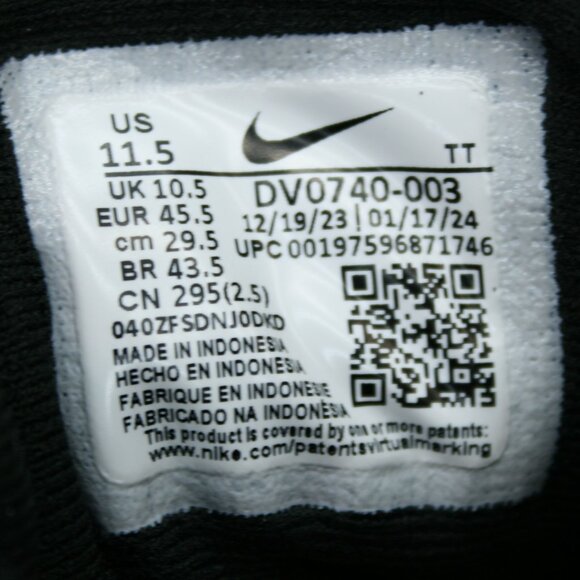 US
11.5
TT
UK 10.5
EUR 45.5
cm 29.5
BR 43.5
CN 295(2.5)
DV0740-003
12/19/23 | 01/17/24
UPC 00197596871746
040ZFSDNJ0DKD
MADE IN INDONESIA
HECHO EN INDONESIA
FABRIQUE EN INDONESIE
FABRICADO NA INDONÉSIA
This product is covered by one or more patents:
www.nike.com/patentsvirtualmarking